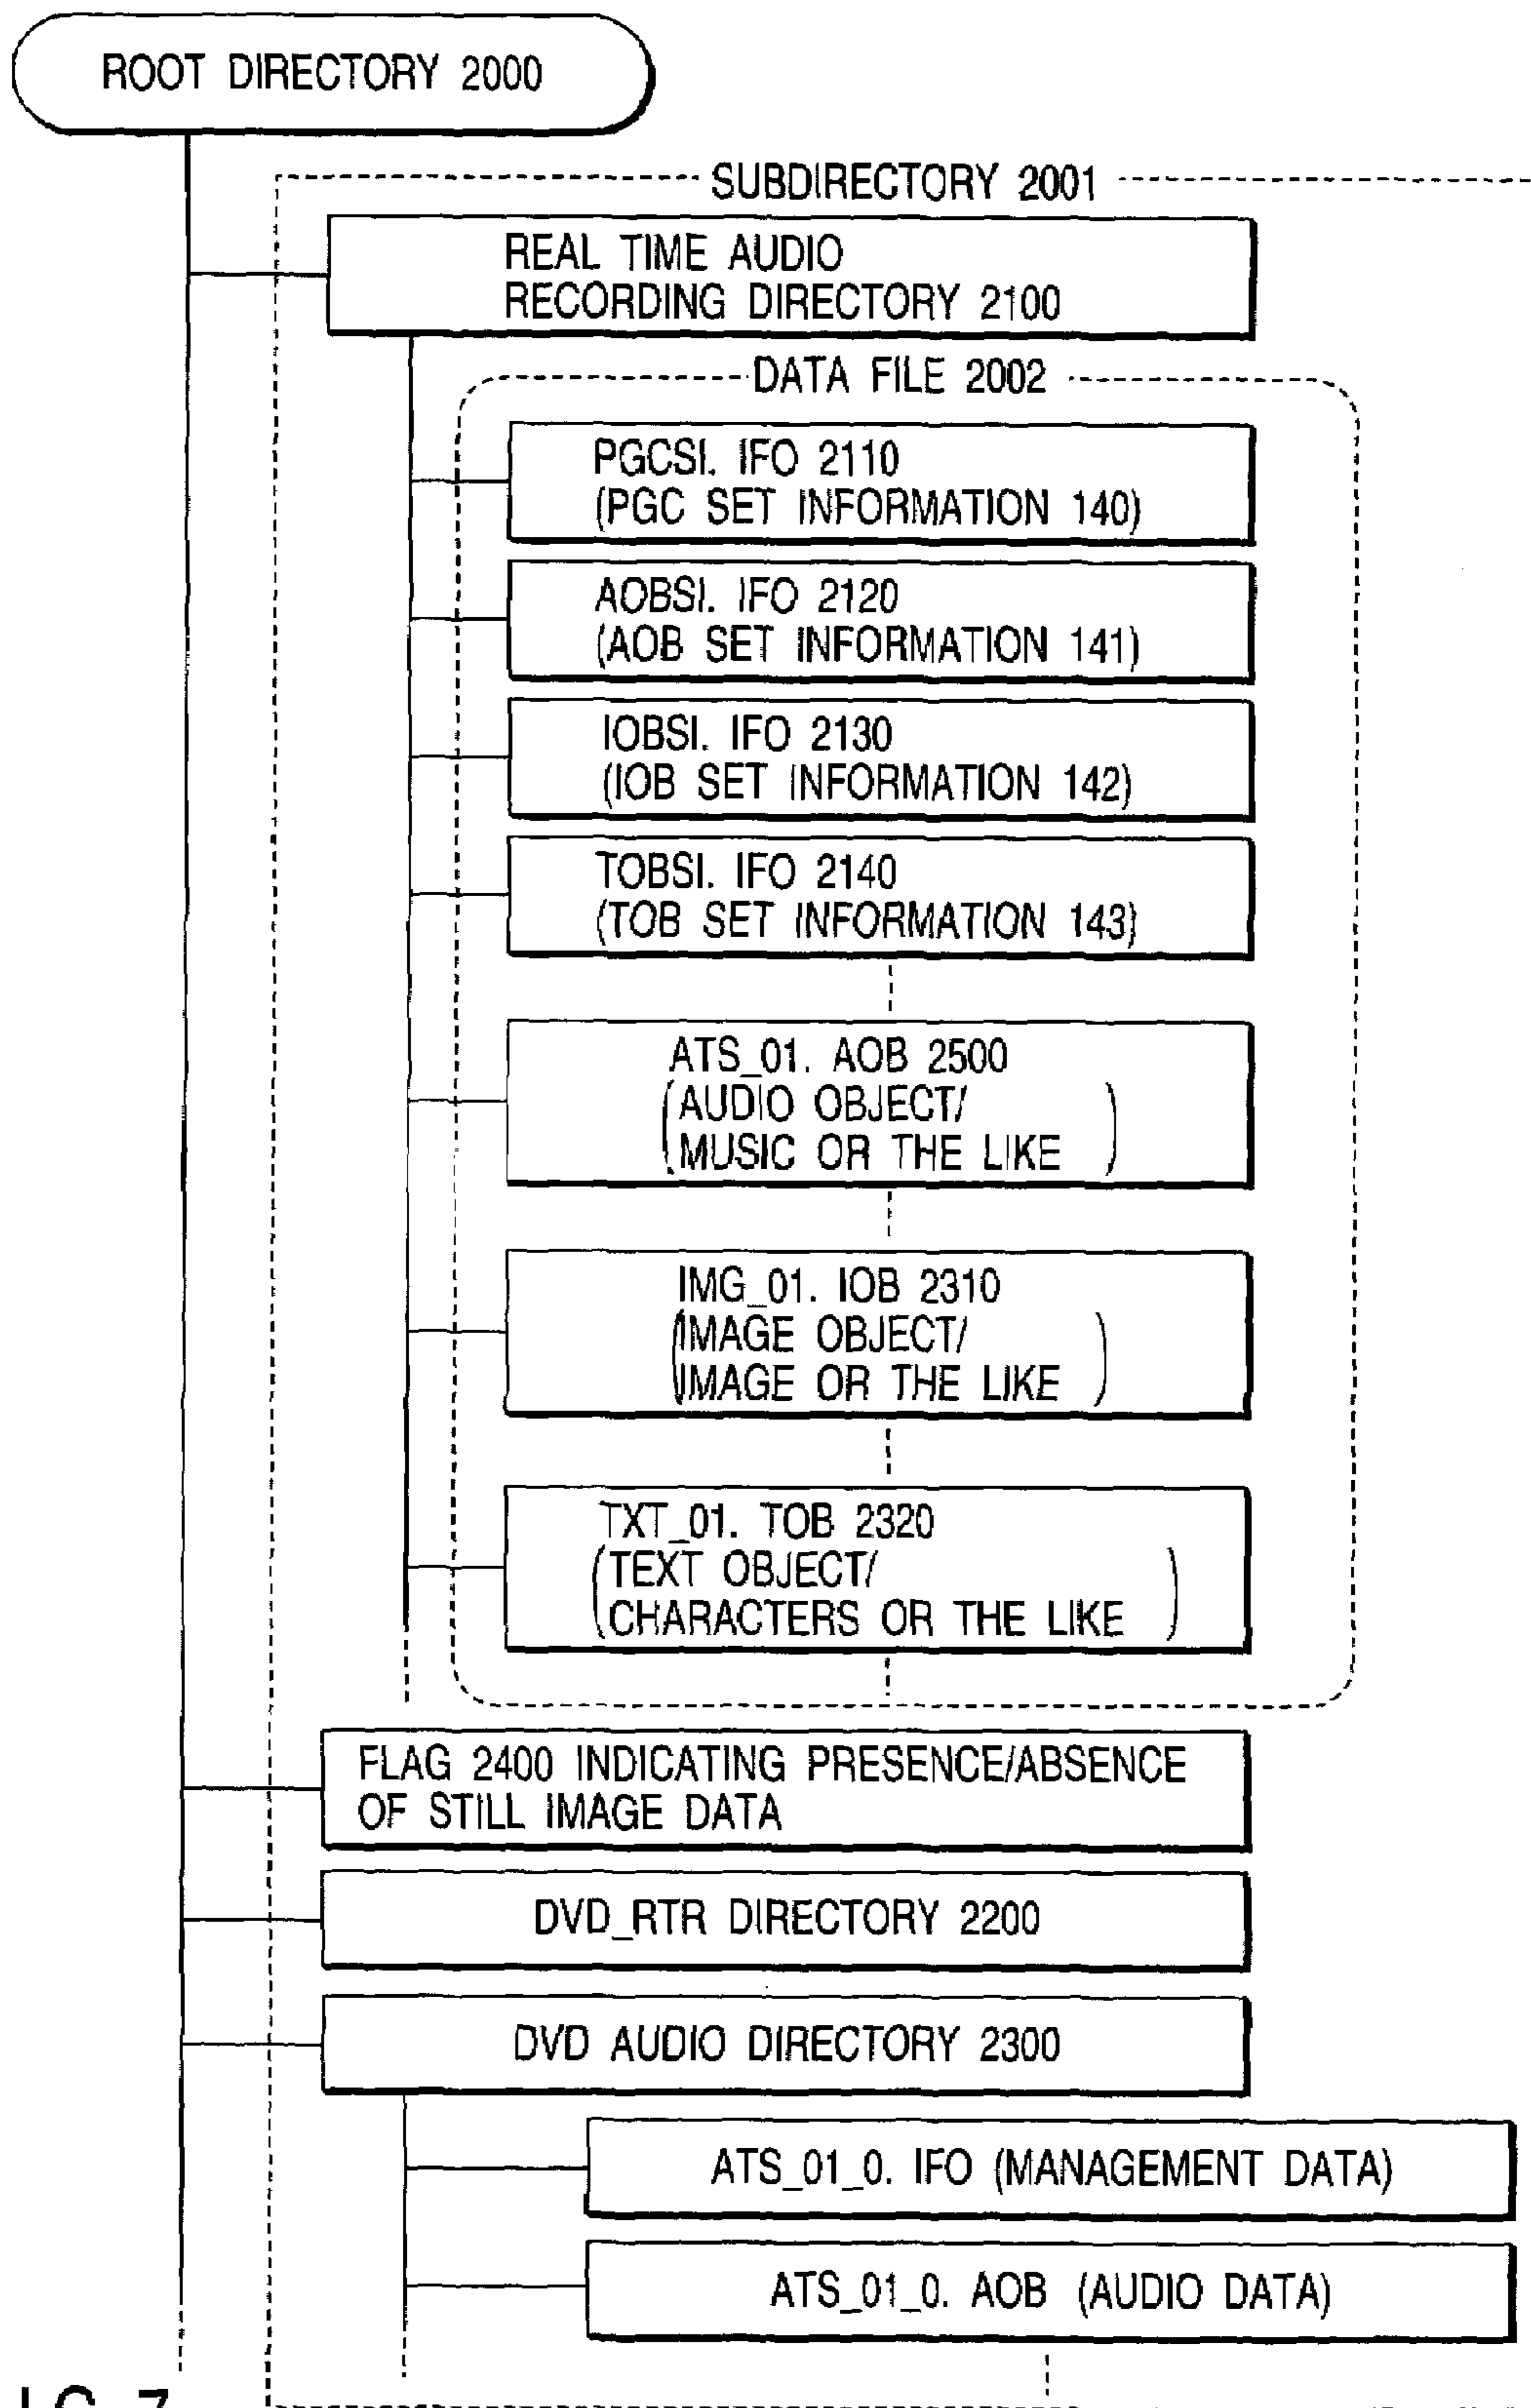 ROOT DIRECTORY 2000
SUBDIRECTORY 2001
REAL TIME AUDIO
RECORDING DIRECTORY 2100
DATA FILE 2002
PGCSI. IFO 2110
(PGC SET INFORMATION 140)
AOBSI. IFO 2120
(AOB SET INFORMATION 141)
IOBSI. IFO 2130
(IOB SET INFORMATION 142)
TOBSI. IFO 2140
(TOB SET INFORMATION 143)
ATS_01. AOB 2500
(AUDIO OBJECT/
MUSIC OR THE LIKE)
IMG_01. IOB 2310
(IMAGE OBJECT/
IMAGE OR THE LIKE)
TXT_01. TOB 2320
(TEXT OBJECT/
CHARACTERS OR THE LIKE)
FLAG 2400 INDICATING PRESENCE/ABSENCE
OF STILL IMAGE DATA
DVD_RTR DIRECTORY 2200
DVD AUDIO DIRECTORY 2300
ATS_01_0. IFO (MANAGEMENT DATA)
ATS_01_0. AOB (AUDIO DATA)